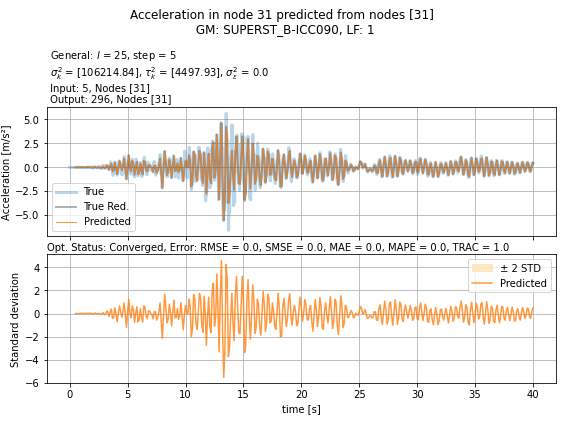 Acceleration in node 31 predicted from nodes [31]
GM: SUPERST_B-ICC090, LF: 1
General: l = 25, step = 5
σ²ₖ = [106214.84], τ²ₖ = [4497.93], σ²ₑ = 0.0
Input: 5, Nodes [31]
Output: 296, Nodes [31]
Acceleration [m/s²]
5.0
2.5
0.0
−2.5
−5.0
True
True Red.
Predicted
Opt. Status: Converged, Error: RMSE = 0.0, SMSE = 0.0, MAE = 0.0, MAPE = 0.0, TRAC = 1.0
Standard deviation
4
2
0
−2
−4
−6
± 2 STD
Predicted
0 5 10 15 20 25 30 35 40
time [s]